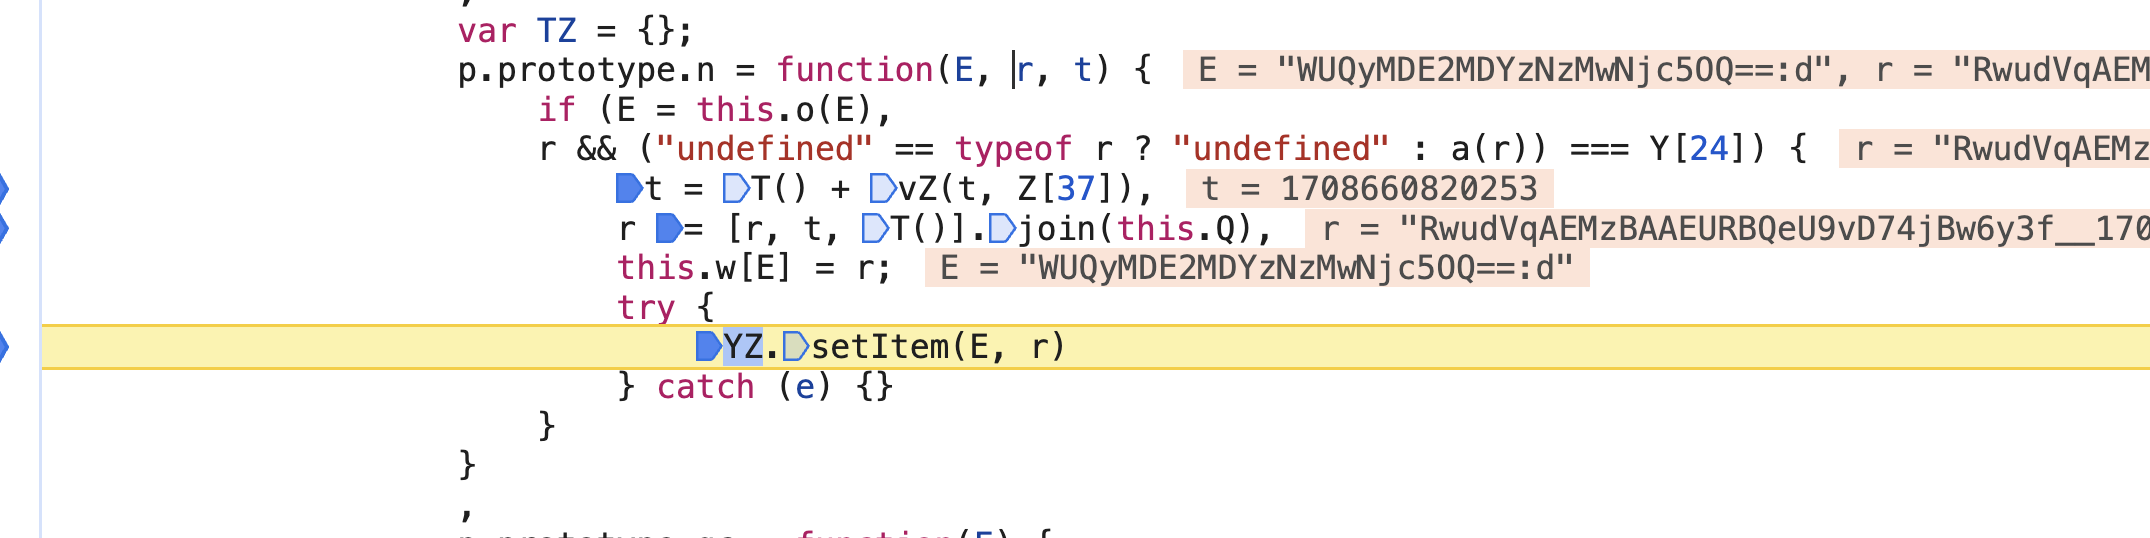 var TZ = {};
p.prototype.n = function(E, r, t) { E = "WUQyMDE2MDYzNzMwNjc5OQ==:d", r = "RwudVqAEM
if (E = this.o(E),
r && ("undefined" == typeof r ? "undefined" : a(r)) === Y[24]) { r = "RwudVqAEMz
t = T() + vZ(t, Z[37]), t = 1708660820253
r = [r, t, T()].join(this.Q), r = "RwudVqAEMzBAAEURBQeU9vD74jBw6y3f__170
this.w[E] = r; E = "WUQyMDE2MDYzNzMwNjc5OQ==:d"
try {
YZ.setItem(E, r)
} catch (e) {}
}
}
,